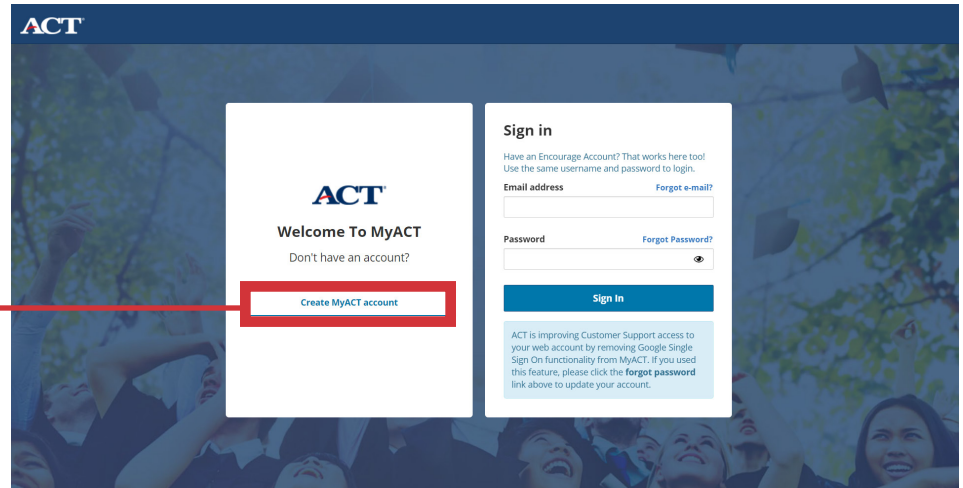 ACT
ACT
Welcome To MyACT
Don't have an account?
Create MyACT account
Sign in
Have an Encourage Account? That works here too!
Use the same username and password to login.
Email address Forgot e-mail?
Password Forgot Password?
Sign In
ACT is improving Customer Support access to
your web account by removing Google Single
Sign On functionality from MyACT. If you used
this feature, please click the forgot password
link above to update your account.